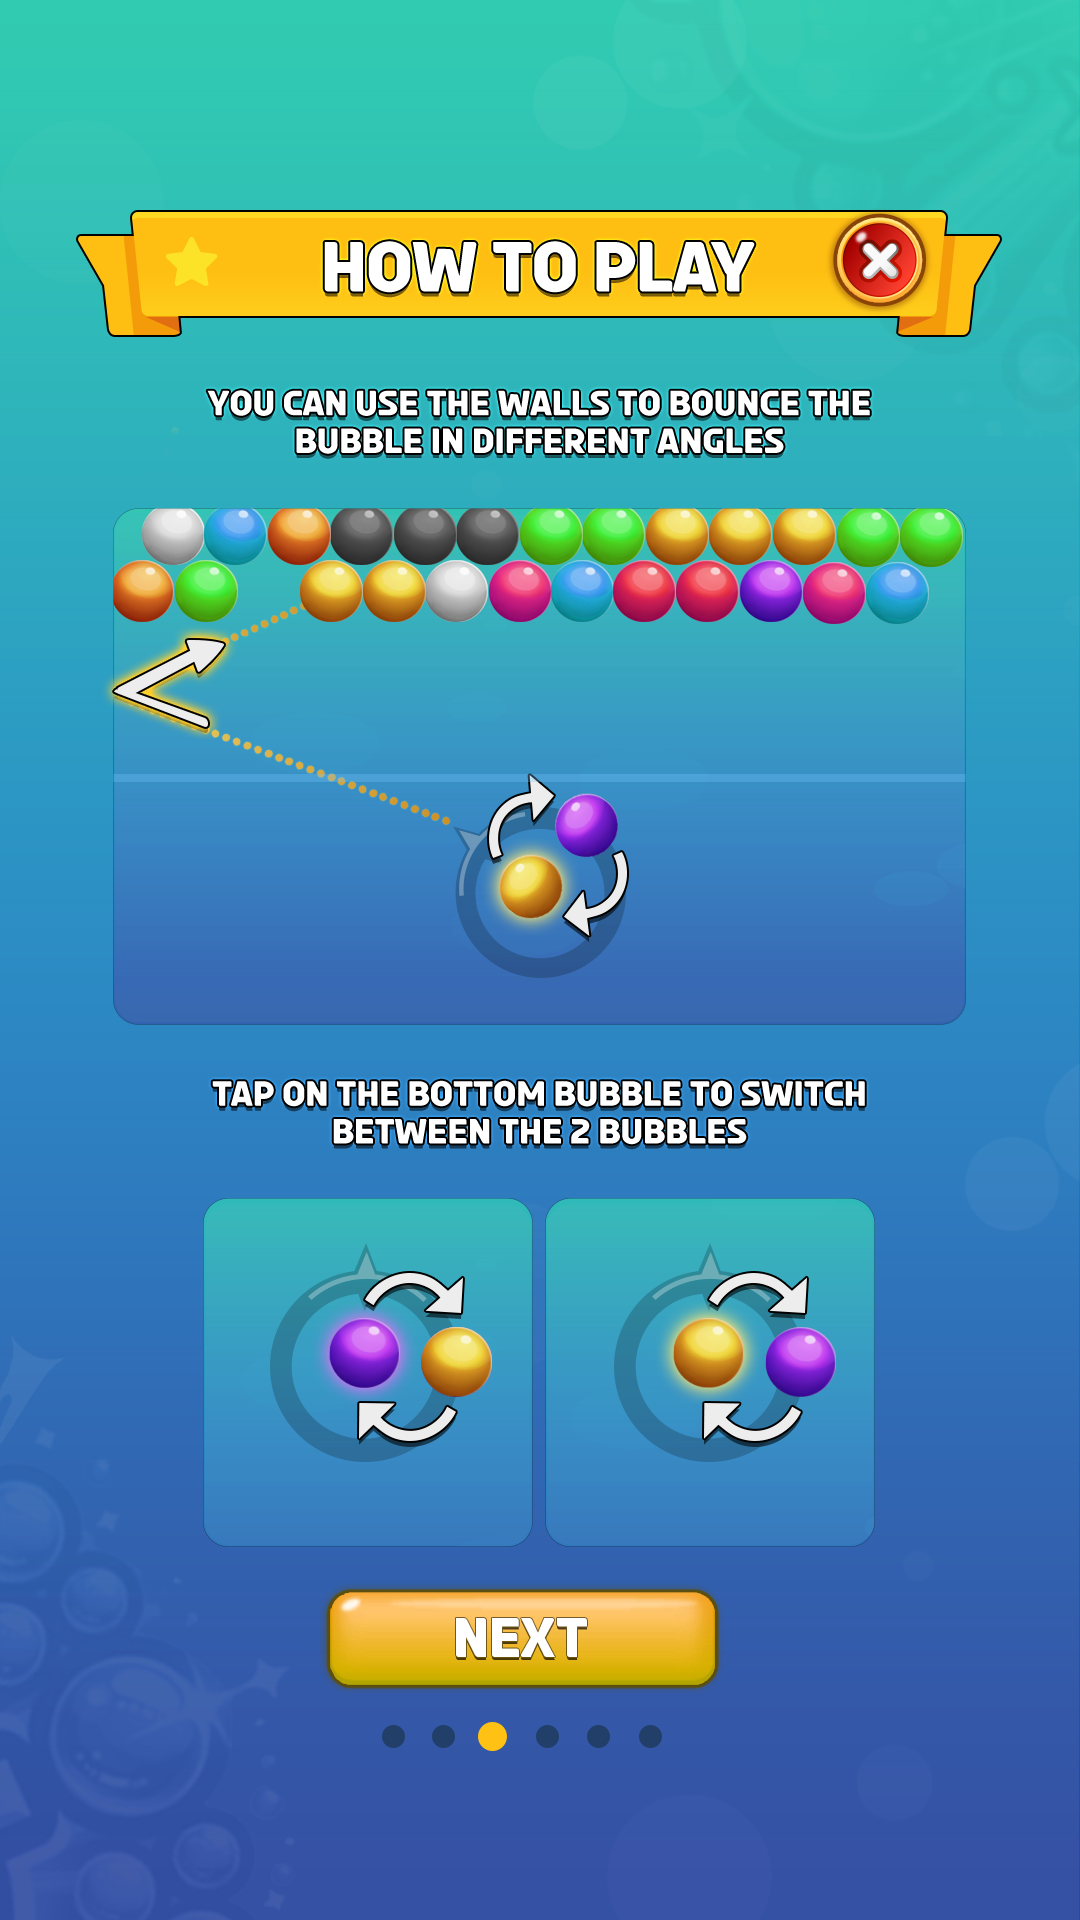 HOW TO PLAY
YOU CAN USE THE WALLS TO BOUNCE THE
BUBBLE IN DIFFERENT ANGLES
TAP ON THE BOTTOM BUBBLE TO SWITCH
BETWEEN THE 2 BUBBLES
NEXT